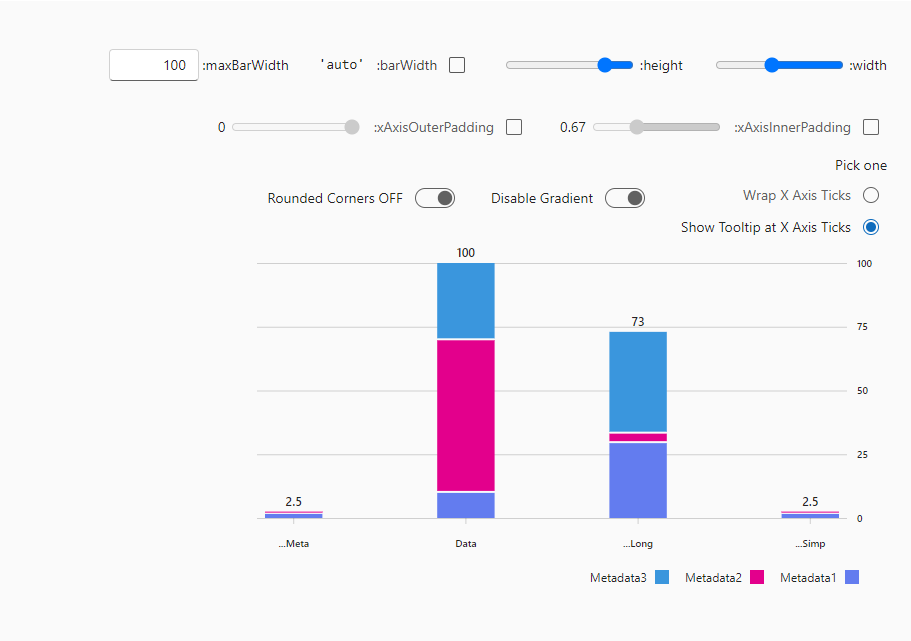 width:
height:
barWidth: 'auto'
maxBarWidth: 100
xAxisInnerPadding: 0.67
xAxisOuterPadding: 0
Pick one
Wrap X Axis Ticks
Show Tooltip at X Axis Ticks
Disable Gradient
Rounded Corners OFF
100
75
50
25
0
2.5
73
100
2.5
Simp...
Long...
Data
Meta...
Metadata1
Metadata2
Metadata3